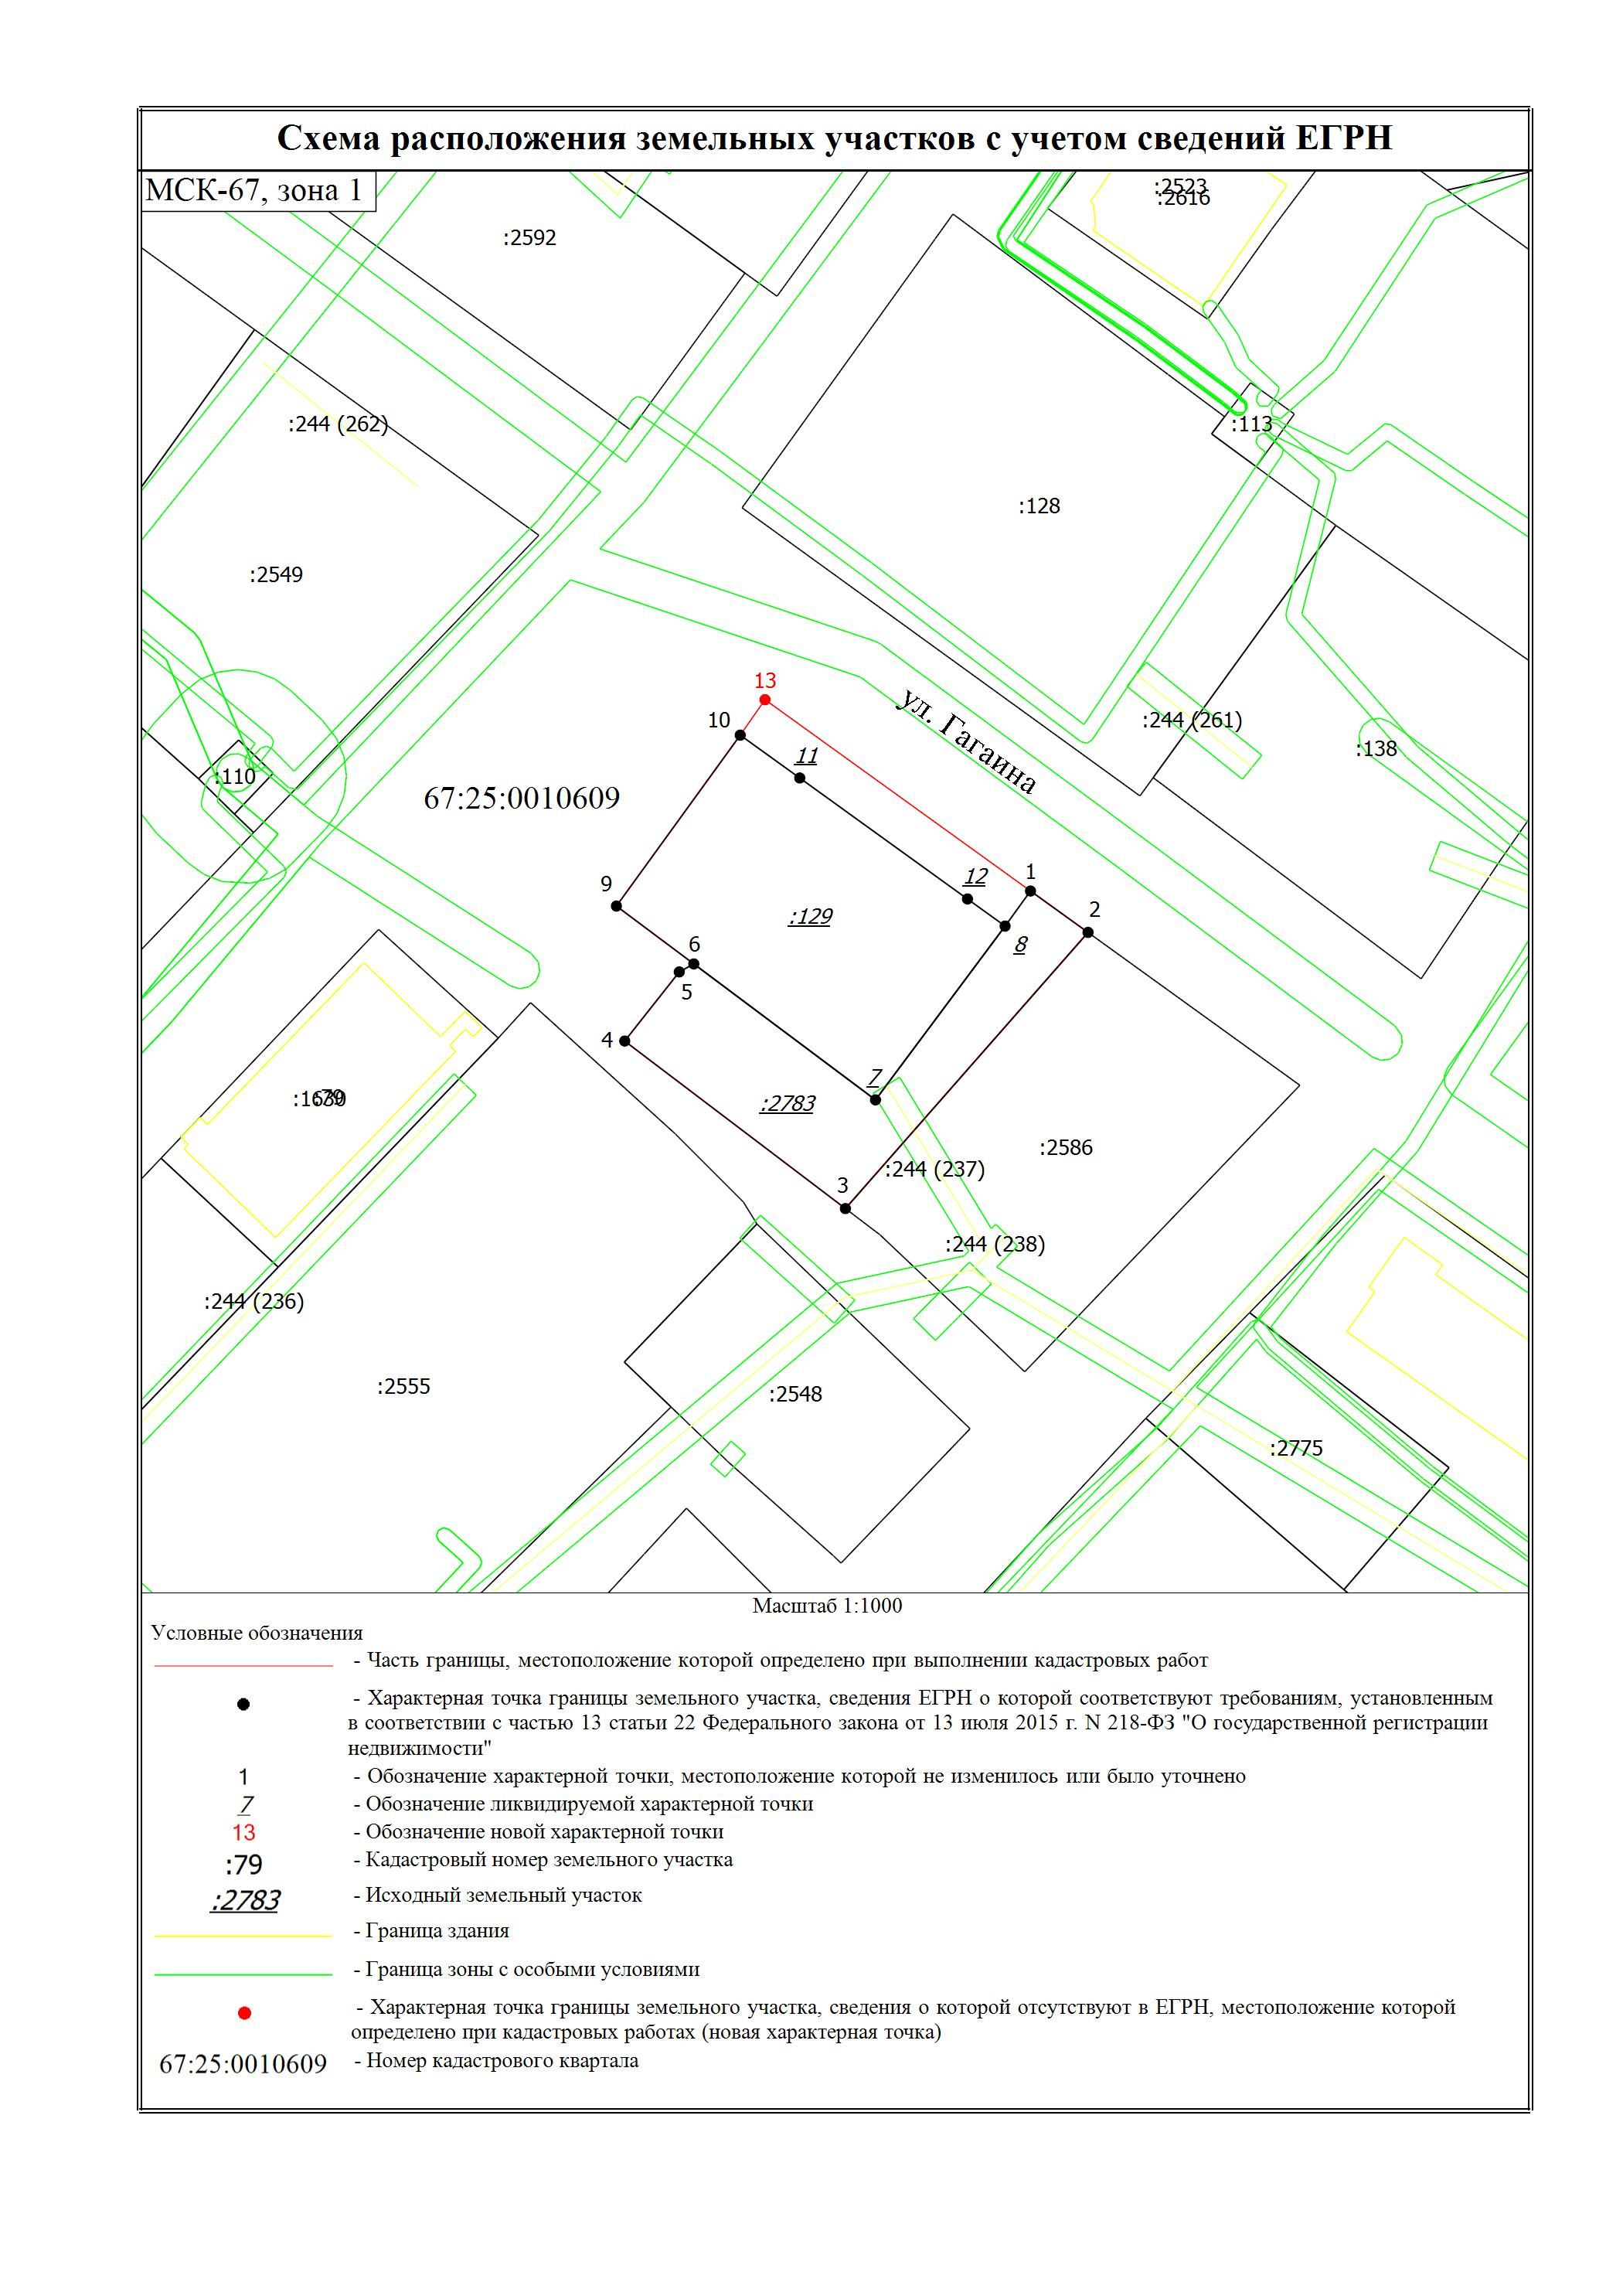 Схема расположения земельных участков с учетом сведений ЕГРН
МСК-67, зона 1
:2523
:2616
:2592
:244 (262)
:113
:128
:2549
13
10
ул. Гагаина
:244 (261)
:138
11
:110
67:25:0010609
9
12
1
2
:129
8
6
5
4
7
:1630
:79
:2783
:2586
:244 (237)
3
:244 (238)
:244 (236)
:2555
:2548
:2775
Масштаб 1:1000
Условные обозначения
- Часть границы, местоположение которой определено при выполнении кадастровых работ
- Характерная точка границы земельного участка, сведения ЕГРН о которой соответствуют требованиям, установленным
в соответствии с частью 13 статьи 22 Федерального закона от 13 июля 2015 г. N 218-ФЗ "О государственной регистрации
недвижимости"
1 - Обозначение характерной точки, местоположение которой не изменилось или было уточнено
7 - Обозначение ликвидируемой характерной точки
13 - Обозначение новой характерной точки
:79 - Кадастровый номер земельного участка
:2783 - Исходный земельный участок
- Граница здания
- Граница зоны с особыми условиями
- Характерная точка границы земельного участка, сведения о которой отсутствуют в ЕГРН, местоположение которой
определено при кадастровых работах (новая характерная точка)
67:25:0010609 - Номер кадастрового квартала